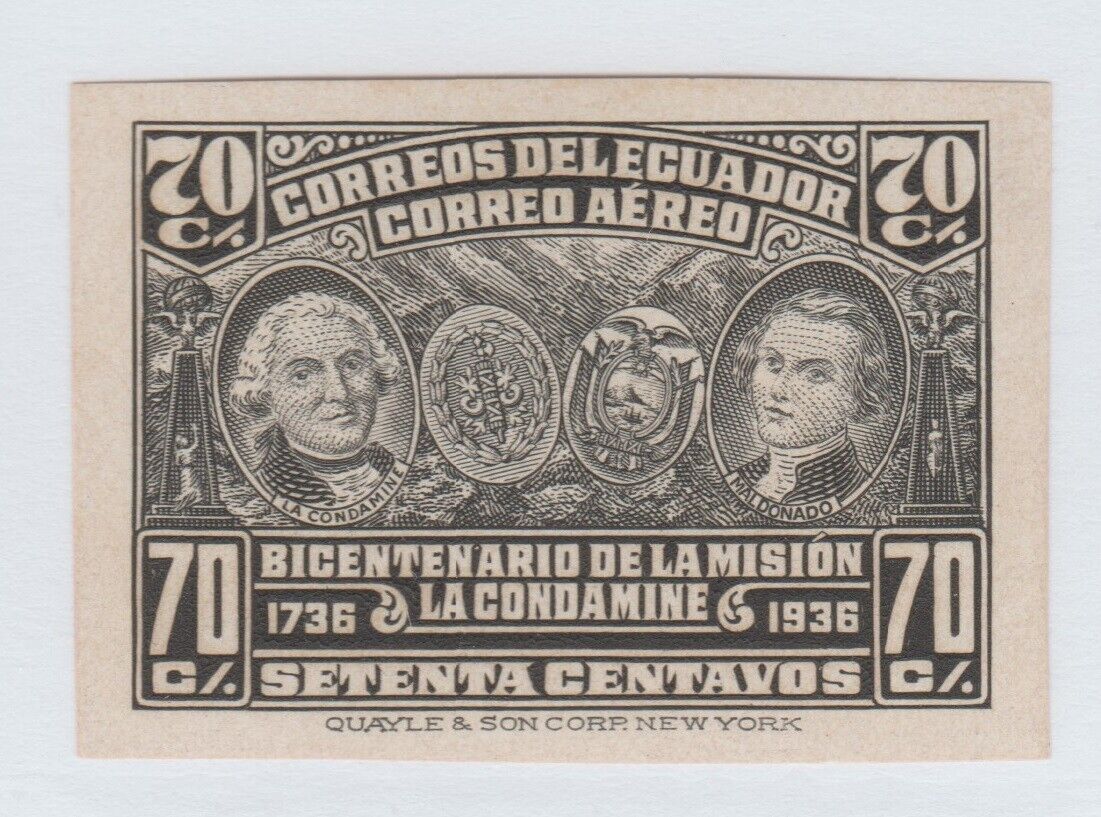 70 C/. CORREOS DEL ECUADOR 70 C/.
CORREO AÉREO
LA CONDAMINE
MALDONADO
70 C/. BICENTENARIO DE LA MISIÓN 70 C/.
1736 LA CONDAMINE 1936
SETENTA CENTAVOS
QUAYLE & SON CORP. NEW YORK